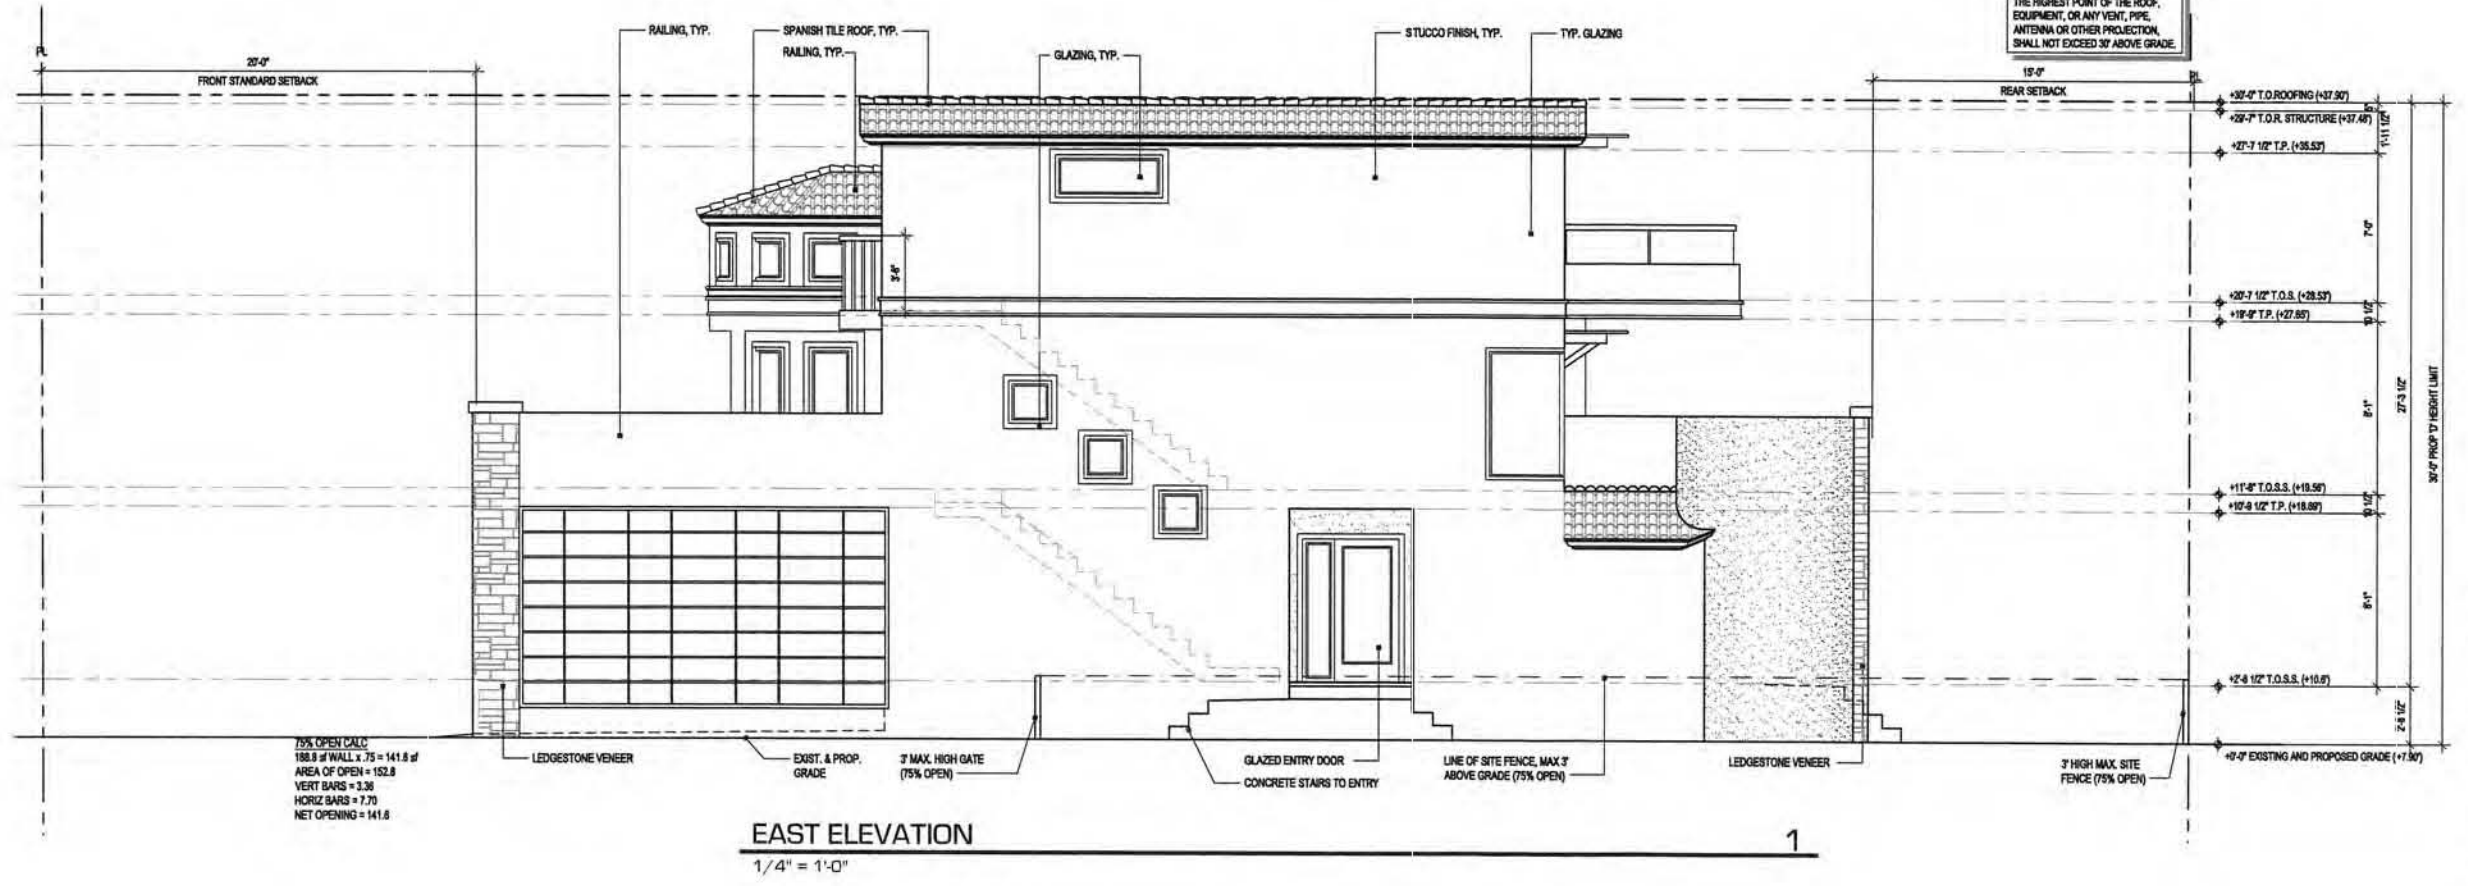 THE HIGHEST POINT OF THE ROOF,
EQUIPMENT, OR ANY VENT, PIPE,
ANTENNA OR OTHER PROJECTION,
SHALL NOT EXCEED 30' ABOVE GRADE.
RAILING, TYP.
SPANISH TILE ROOF, TYP.
RAILING, TYP.
GLAZING, TYP.
STUCCO FINISH, TYP.
TYP. GLAZING
PL
20'-0"
FRONT STANDARD SETBACK
15'-0"
REAR SETBACK
+30'-0" T.O.ROOFING (+37.90')
5"
+29'-7" T.O.R. STRUCTURE (+37.48')
1'-11 1/2"
+27'-7 1/2" T.P. (+35.53')
7'-0"
3'-6"
+20'-7 1/2" T.O.S. (+28.53')
10 1/2"
+19'-9" T.P. (+27.65')
8'-1"
27'-3 1/2"
30'-0" PROP 'D' HEIGHT LIMIT
+11'-8" T.O.S.S. (+19.56')
10 1/2"
+10'-9 1/2" T.P. (+18.69')
8'-1"
+2'-8 1/2" T.O.S.S. (+10.6')
2'-8 1/2"
+0'-0" EXISTING AND PROPOSED GRADE (+7.90')
75% OPEN CALC
188.8 sf WALL x .75 = 141.6 sf
AREA OF OPEN = 152.8
VERT BARS = 3.36
HORIZ BARS = 7.70
NET OPENING = 141.6
LEDGESTONE VENEER
EXIST. & PROP.
GRADE
3' MAX. HIGH GATE
(75% OPEN)
GLAZED ENTRY DOOR
CONCRETE STAIRS TO ENTRY
LINE OF SITE FENCE, MAX 3'
ABOVE GRADE (75% OPEN)
LEDGESTONE VENEER
3' HIGH MAX. SITE
FENCE (75% OPEN)
EAST ELEVATION
1
1/4" = 1'-0"